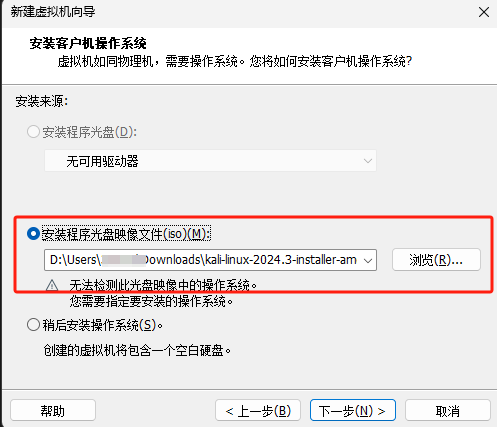 新建虚拟机向导
安装客户机操作系统
虚拟机如同物理机，需要操作系统。您将如何安装客户机操作系统?
安装来源:
安装程序光盘(D):
无可用驱动器
安装程序光盘映像文件(iso)(M):
D:\Users\ Downloads\kali-linux-2024.3-installer-am
浏览(R)...
无法检测此光盘映像中的操作系统。
您需要指定要安装的操作系统。
稍后安装操作系统(S)。
创建的虚拟机将包含一个空白硬盘。
帮助
< 上一步(B)
下一步(N) >
取消